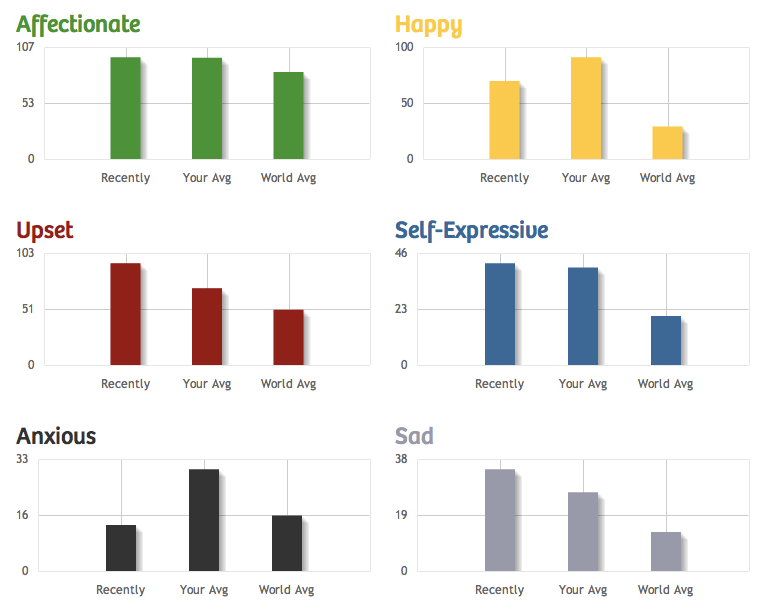 Affectionate
107
53
0
Recently Your Avg World Avg
Happy
100
50
0
Recently Your Avg World Avg
Upset
103
51
0
Recently Your Avg World Avg
Self-Expressive
46
23
0
Recently Your Avg World Avg
Anxious
33
16
0
Recently Your Avg World Avg
Sad
38
19
0
Recently Your Avg World Avg